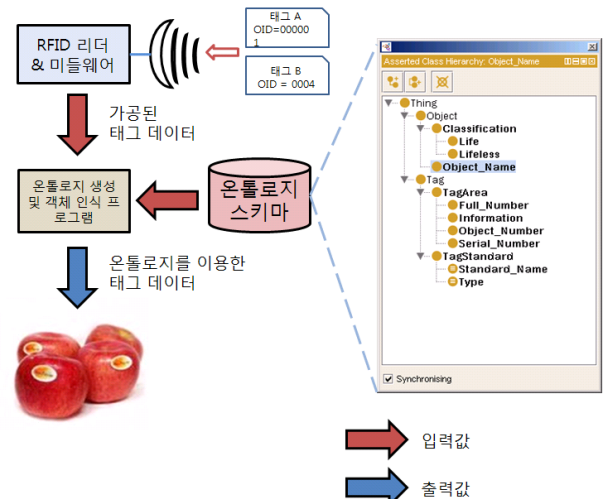 태그 A
OID=00000
1
태그 B
OID = 0004
RFID 리더
& 미들웨어
가공된
태그 데이터
온톨로지 생성
및 객체 인식 프
로그램
온톨로지
스키마
온톨로지를 이용한
태그 데이터
Asserted Class Hierarchy: Object_Name
Thing
Object
Classification
Life
Lifeless
Object_Name
Tag
TagArea
Full_Number
Information
Object_Number
Serial_Number
TagStandard
Standard_Name
Type
Synchronising
입력값
출력값